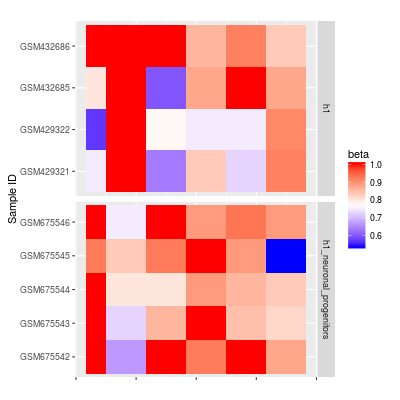 GSM432686
GSM432685
GSM429322
GSM429321
h1
GSM675546
GSM675545
GSM675544
GSM675543
GSM675542
h1_neuronal_progenitors
Sample ID
beta
1.0
0.9
0.8
0.7
0.6